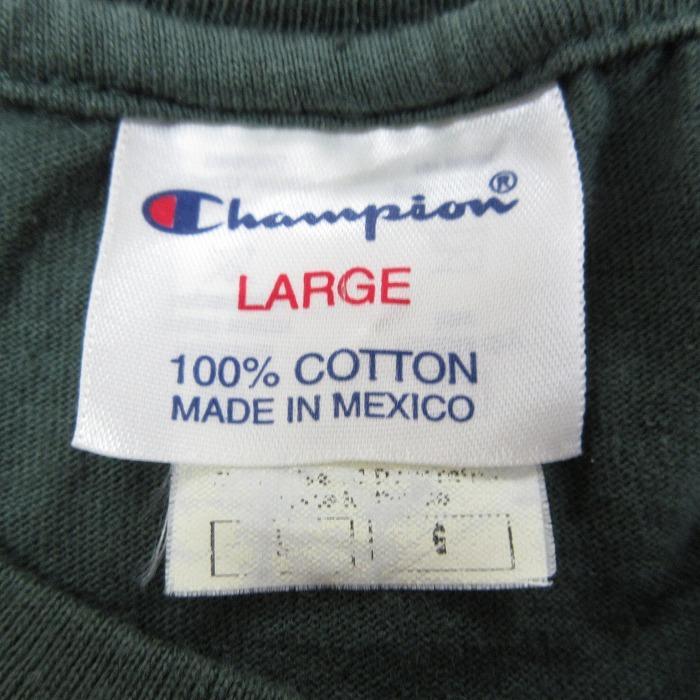 Champion®
LARGE
100% COTTON
MADE IN MEXICO